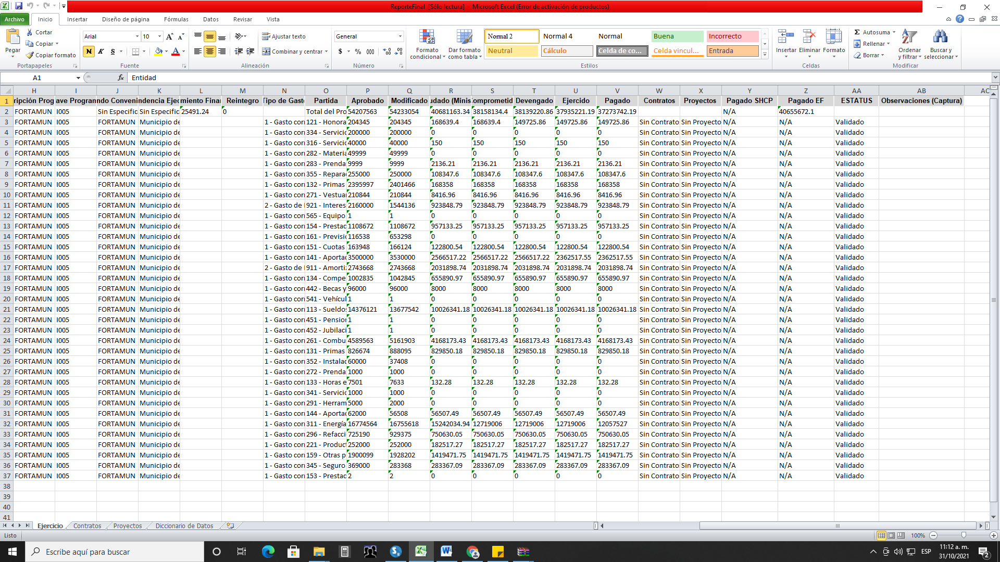 ReporteFinal [Sólo lectura] - Microsoft Excel (Error de activación de productos)
Archivo Inicio Insertar Diseño de página Fórmulas Datos Revisar Vista
Pegar Cortar Copiar Copiar formato Portapapeles
Arial 10 N K S Fuente
Ajustar texto Combinar y centrar Alineación
General $ % 000 Número
Formato condicional Dar formato como tabla
Normal 2 Normal 4 Normal Buena Incorrecto
Neutral Cálculo Celda de co... Celda vincul... Entrada
Estilos
Insertar Eliminar Formato Celdas
Autosuma Rellenar Borrar Ordenar y filtrar Buscar y seleccionar Modificar
A1 fx Entidad
H I J K L M N O P Q R S T U V W X Y Z AA AB AC
1 ripción Prog ave Program ndo Conveni ndencia Ejec miento Finar Reintegro Tipo de Gasto Partida Aprobado Modificado udado (Minis Comprometid Devengado Ejercido Pagado Contratos Proyectos Pagado SHCP Pagado EF ESTATUS Observaciones (Captura)
2 FORTAMUN I005 Sin Especifica Sin Especific 25491.24 0 Total del Pro 54207563 54233054 40681163.34 38158134.4 38139220.86 37935221.19 37273742.19 N/A 40655672.1
3 FORTAMUN I005 FORTAMUN Municipio de 1 - Gasto corr 121 - Honora 204345 204345 168639.4 168639.4 149725.86 149725.86 149725.86 Sin Contrato Sin Proyecto N/A N/A Validado
4 FORTAMUN I005 FORTAMUN Municipio de 1 - Gasto corr 334 - Servicio 200000 200000 0 0 0 0 0 Sin Contrato Sin Proyecto N/A N/A Validado
5 FORTAMUN I005 FORTAMUN Municipio de 1 - Gasto corr 316 - Servicio 40000 40000 150 150 150 150 150 Sin Contrato Sin Proyecto N/A N/A Validado
6 FORTAMUN I005 FORTAMUN Municipio de 1 - Gasto corr 282 - Materia 49999 49999 0 0 0 0 0 Sin Contrato Sin Proyecto N/A N/A Validado
7 FORTAMUN I005 FORTAMUN Municipio de 1 - Gasto corr 283 - Prenda 9999 9999 2136.21 2136.21 2136.21 2136.21 2136.21 Sin Contrato Sin Proyecto N/A N/A Validado
8 FORTAMUN I005 FORTAMUN Municipio de 1 - Gasto corr 355 - Repara 255000 250000 108347.6 108347.6 108347.6 108347.6 108347.6 Sin Contrato Sin Proyecto N/A N/A Validado
9 FORTAMUN I005 FORTAMUN Municipio de 1 - Gasto corr 132 - Primas 2395997 2401466 168358 168358 168358 168358 168358 Sin Contrato Sin Proyecto N/A N/A Validado
10 FORTAMUN I005 FORTAMUN Municipio de 1 - Gasto corr 271 - Vestuar 210844 210844 8416.96 8416.96 8416.96 8416.96 8416.96 Sin Contrato Sin Proyecto N/A N/A Validado
11 FORTAMUN I005 FORTAMUN Municipio de 2 - Gasto de 921 - Interes 2160000 1544136 923848.79 923848.79 923848.79 923848.79 923848.79 Sin Contrato Sin Proyecto N/A N/A Validado
12 FORTAMUN I005 FORTAMUN Municipio de 1 - Gasto corr 565 - Equipo 1 1 0 0 0 0 0 Sin Contrato Sin Proyecto N/A N/A Validado
13 FORTAMUN I005 FORTAMUN Municipio de 1 - Gasto corr 154 - Prestac 1108672 1108672 957133.25 957133.25 957133.25 957133.25 957133.25 Sin Contrato Sin Proyecto N/A N/A Validado
14 FORTAMUN I005 FORTAMUN Municipio de 1 - Gasto corr 161 - Previsio 116538 653298 0 0 0 0 0 Sin Contrato Sin Proyecto N/A N/A Validado
15 FORTAMUN I005 FORTAMUN Municipio de 1 - Gasto corr 151 - Cuotas 163948 166124 122800.54 122800.54 122800.54 122800.54 122800.54 Sin Contrato Sin Proyecto N/A N/A Validado
16 FORTAMUN I005 FORTAMUN Municipio de 1 - Gasto corr 141 - Aportac 3500000 3530000 2566517.22 2566517.22 2566517.22 2362517.55 2362517.55 Sin Contrato Sin Proyecto N/A N/A Validado
17 FORTAMUN I005 FORTAMUN Municipio de 2 - Gasto de 911 - Amortiz 2743668 2743668 2031898.74 2031898.74 2031898.74 2031898.74 2031898.74 Sin Contrato Sin Proyecto N/A N/A Validado
18 FORTAMUN I005 FORTAMUN Municipio de 1 - Gasto corr 134 - Compe 1002835 1042845 655890.97 655890.97 655890.97 655890.97 655890.97 Sin Contrato Sin Proyecto N/A N/A Validado
19 FORTAMUN I005 FORTAMUN Municipio de 1 - Gasto corr 442 - Becas y 96000 96000 8000 8000 8000 8000 8000 Sin Contrato Sin Proyecto N/A N/A Validado
20 FORTAMUN I005 FORTAMUN Municipio de 1 - Gasto corr 541 - Vehícul 1 1 0 0 0 0 0 Sin Contrato Sin Proyecto N/A N/A Validado
21 FORTAMUN I005 FORTAMUN Municipio de 1 - Gasto corr 113 - Sueldos 14376121 13677542 10026341.18 10026341.18 10026341.18 10026341.18 10026341.18 Sin Contrato Sin Proyecto N/A N/A Validado
22 FORTAMUN I005 FORTAMUN Municipio de 1 - Gasto corr 451 - Pension 1 1 0 0 0 0 0 Sin Contrato Sin Proyecto N/A N/A Validado
23 FORTAMUN I005 FORTAMUN Municipio de 1 - Gasto corr 452 - Jubilaci 1 1 0 0 0 0 0 Sin Contrato Sin Proyecto N/A N/A Validado
24 FORTAMUN I005 FORTAMUN Municipio de 1 - Gasto corr 261 - Combu 4589563 5161903 4168173.43 4168173.43 4168173.43 4168173.43 4168173.43 Sin Contrato Sin Proyecto N/A N/A Validado
25 FORTAMUN I005 FORTAMUN Municipio de 1 - Gasto corr 131 - Primas 826674 888095 829850.18 829850.18 829850.18 829850.18 829850.18 Sin Contrato Sin Proyecto N/A N/A Validado
26 FORTAMUN I005 FORTAMUN Municipio de 1 - Gasto corr 352 - Instalac 60000 37408 0 0 0 0 0 Sin Contrato Sin Proyecto N/A N/A Validado
27 FORTAMUN I005 FORTAMUN Municipio de 1 - Gasto corr 272 - Prenda 1000 1000 0 0 0 0 0 Sin Contrato Sin Proyecto N/A N/A Validado
28 FORTAMUN I005 FORTAMUN Municipio de 1 - Gasto corr 133 - Horas e 7501 7633 132.28 132.28 132.28 132.28 132.28 Sin Contrato Sin Proyecto N/A N/A Validado
29 FORTAMUN I005 FORTAMUN Municipio de 1 - Gasto corr 341 - Servicio 1000 1000 0 0 0 0 0 Sin Contrato Sin Proyecto N/A N/A Validado
30 FORTAMUN I005 FORTAMUN Municipio de 1 - Gasto corr 291 - Herram 5000 2000 0 0 0 0 0 Sin Contrato Sin Proyecto N/A N/A Validado
31 FORTAMUN I005 FORTAMUN Municipio de 1 - Gasto corr 144 - Aportac 62000 56508 56507.49 56507.49 56507.49 56507.49 56507.49 Sin Contrato Sin Proyecto N/A N/A Validado
32 FORTAMUN I005 FORTAMUN Municipio de 1 - Gasto corr 311 - Energía 16774564 16755618 15242034.94 12719006 12719006 12719006 12057527 Sin Contrato Sin Proyecto N/A N/A Validado
33 FORTAMUN I005 FORTAMUN Municipio de 1 - Gasto corr 296 - Refacci 725190 929375 750630.05 750630.05 750630.05 750630.05 750630.05 Sin Contrato Sin Proyecto N/A N/A Validado
34 FORTAMUN I005 FORTAMUN Municipio de 1 - Gasto corr 221 - Product 252000 252000 182517.27 182517.27 182517.27 182517.27 182517.27 Sin Contrato Sin Proyecto N/A N/A Validado
35 FORTAMUN I005 FORTAMUN Municipio de 1 - Gasto corr 159 - Otras p 1900099 1928202 1419471.75 1419471.75 1419471.75 1419471.75 1419471.75 Sin Contrato Sin Proyecto N/A N/A Validado
36 FORTAMUN I005 FORTAMUN Municipio de 1 - Gasto corr 345 - Seguro 369000 283368 283367.09 283367.09 283367.09 283367.09 283367.09 Sin Contrato Sin Proyecto N/A N/A Validado
37 FORTAMUN I005 FORTAMUN Municipio de 1 - Gasto corr 153 - Prestac 2 2 0 0 0 0 0 Sin Contrato Sin Proyecto N/A N/A Validado
38
39
40
41
Ejercicio Contratos Proyectos Diccionario de Datos
Listo 100%
Escribe aquí para buscar ESP 11:12 a. m.
31/10/2021 2